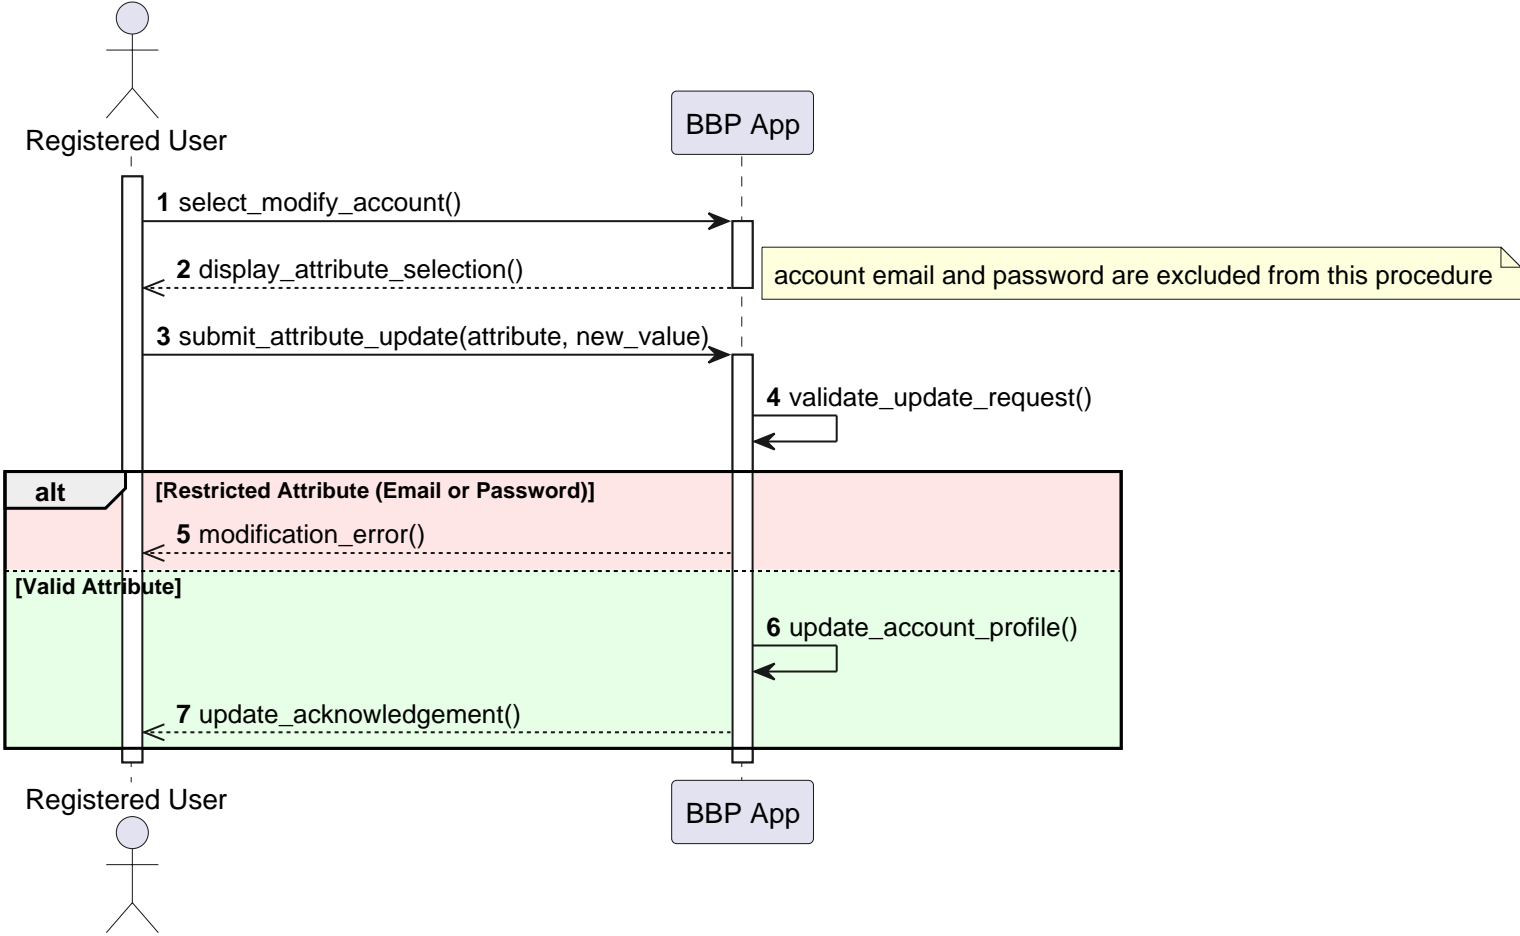 Registered User
BBP App
1 select_modify_account()
2 display_attribute_selection()
account email and password are excluded from this procedure
3 submit_attribute_update(attribute, new_value)
4 validate_update_request()
alt [Restricted Attribute (Email or Password)]
5 modification_error()
[Valid Attribute]
6 update_account_profile()
7 update_acknowledgement()
Registered User
BBP App